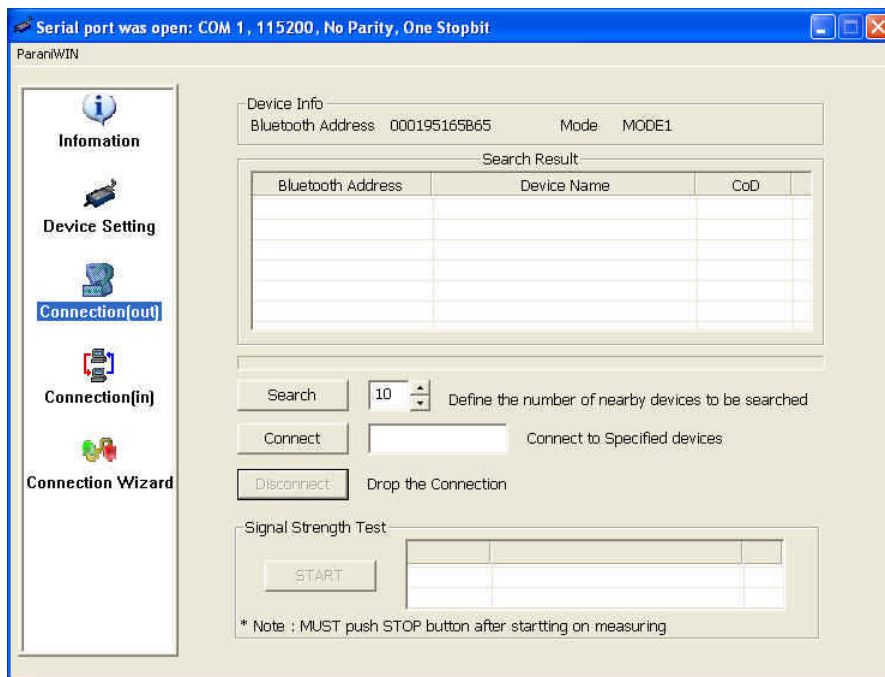 Serial port was open: COM 1, 115200, No Parity, One Stopbit
ParaniWIN
Infomation
Device Setting
Connection(out)
Connection(in)
Connection Wizard
Device Info
Bluetooth Address 000195165B65 Mode MODE1
Search Result
Bluetooth Address Device Name CoD
Search 10 Define the number of nearby devices to be searched
Connect Connect to Specified devices
Disconnect Drop the Connection
Signal Strength Test
START
* Note : MUST push STOP button after startting on measuring